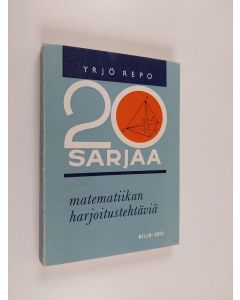 YRJÖ REPO
20
SARJAA
matematiikan
harjoitustehtäviä
WEILIN+GÖÖS